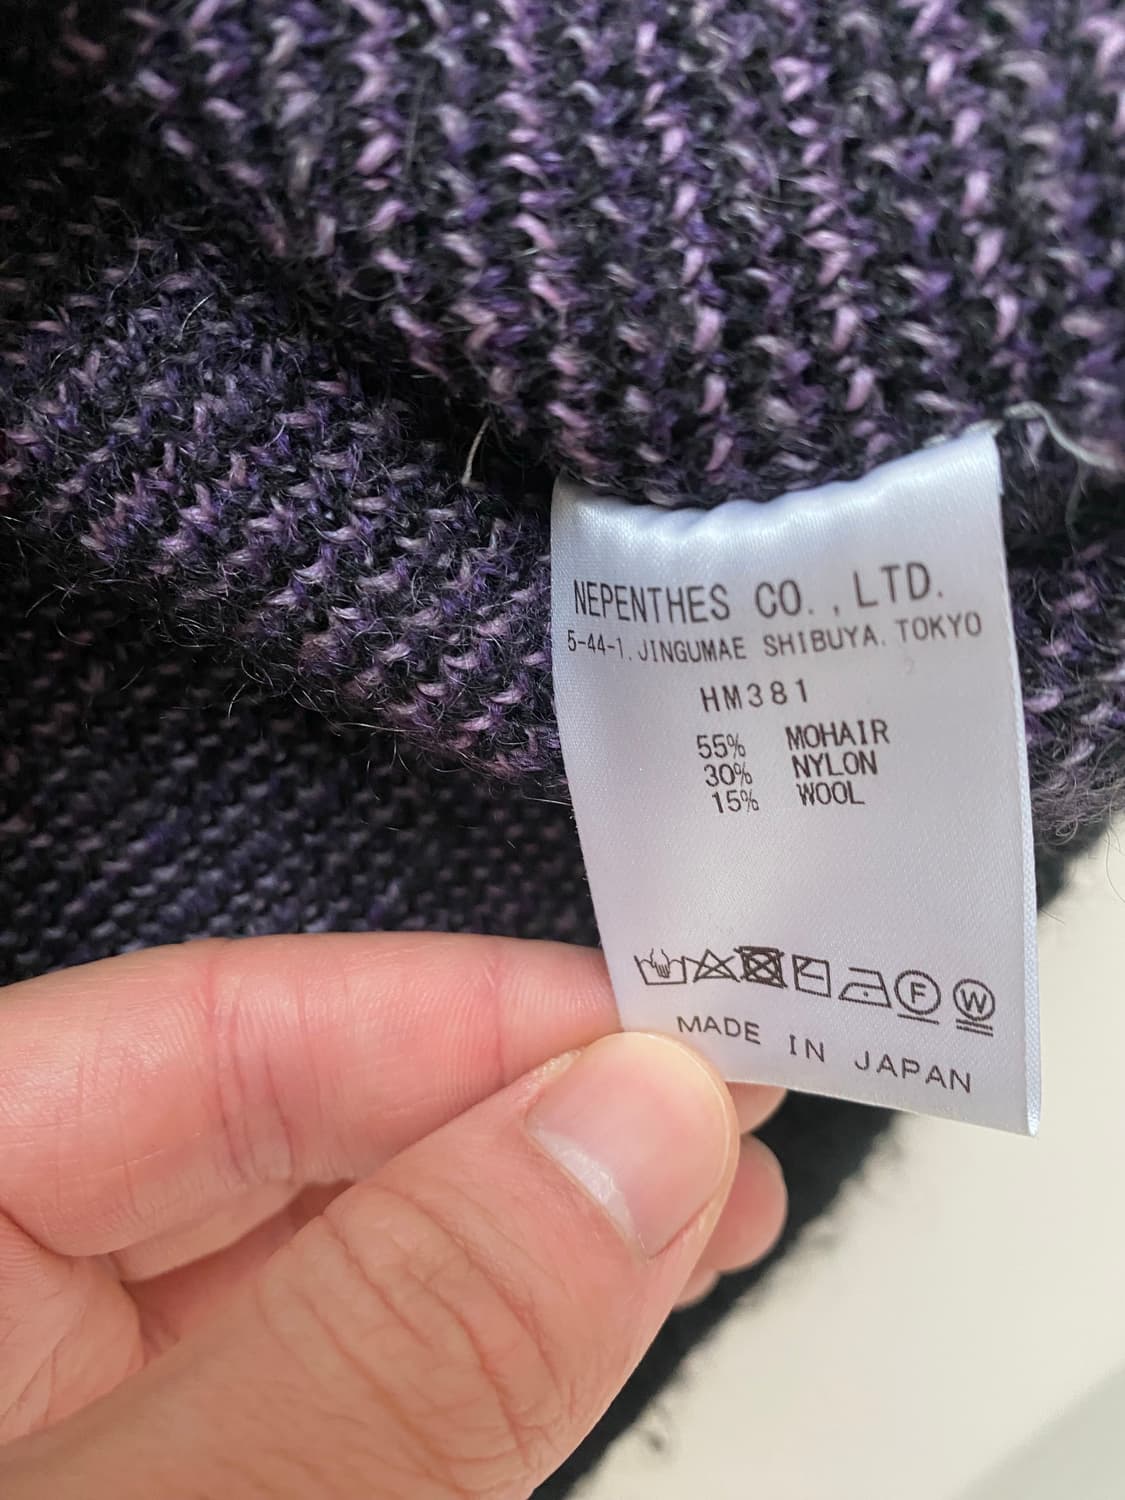 NEPENTHES CO.,LTD.
5-44-1. JINGUMAE SHIBUYA. TOKYO
HM381
55% MOHAIR
30% NYLON
15% WOOL
F W
MADE IN JAPAN